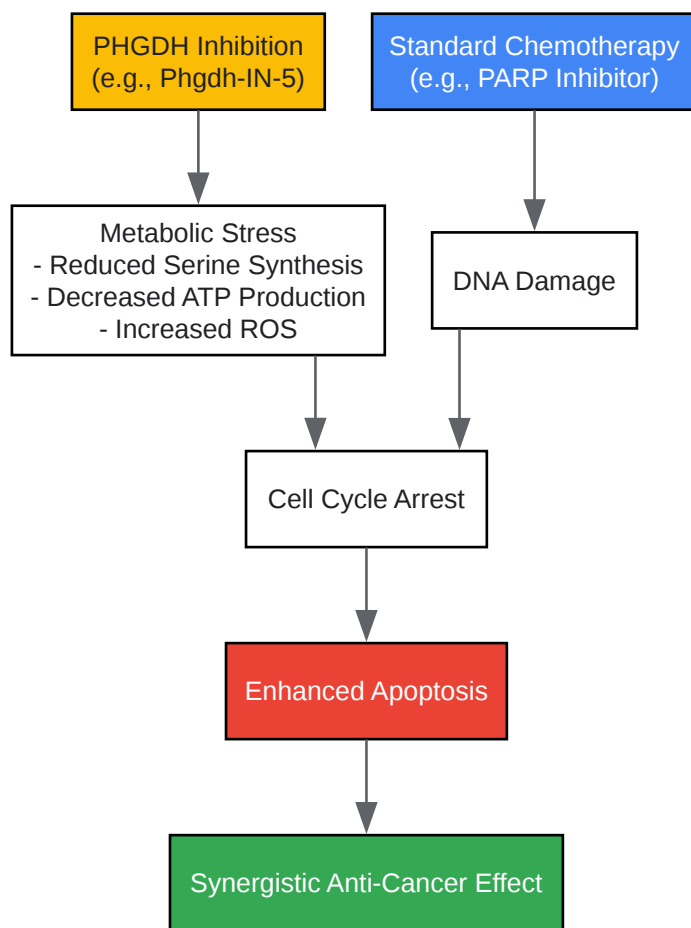 PHGDH Inhibition
(e.g., Phgdh-IN-5)
Standard Chemotherapy
(e.g., PARP Inhibitor)
Metabolic Stress
- Reduced Serine Synthesis
- Decreased ATP Production
- Increased ROS
DNA Damage
Cell Cycle Arrest
Enhanced Apoptosis
Synergistic Anti-Cancer Effect